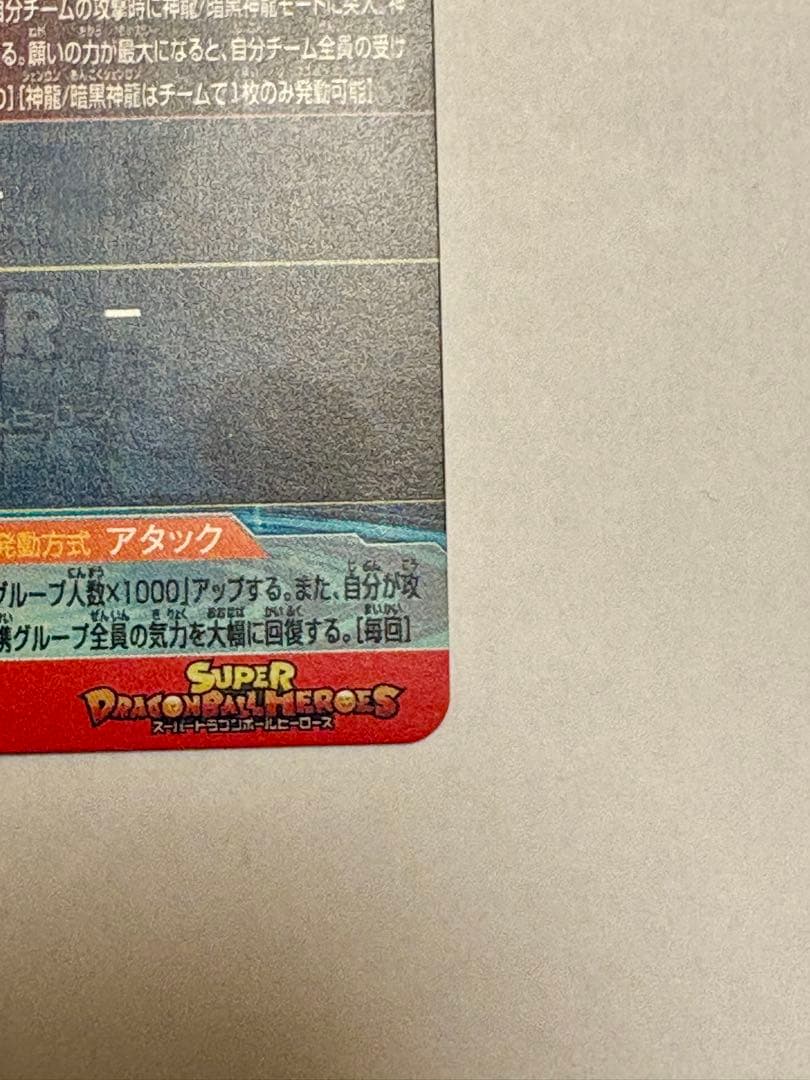 自分チームの攻撃時に神龍/暗黒神龍モードに突入。神
る。願いの力が最大になると、自分チーム全員の受け
[神龍/暗黒神龍はチームで1枚のみ発動可能]
ー
発動方式 アタック
グループ人数×1000」アップする。また、自分が攻
携グループ全員の気力を大幅に回復する。[毎回]
SUPER
DRAGONBALL HEROES
スーパードラゴンボールヒーローズ